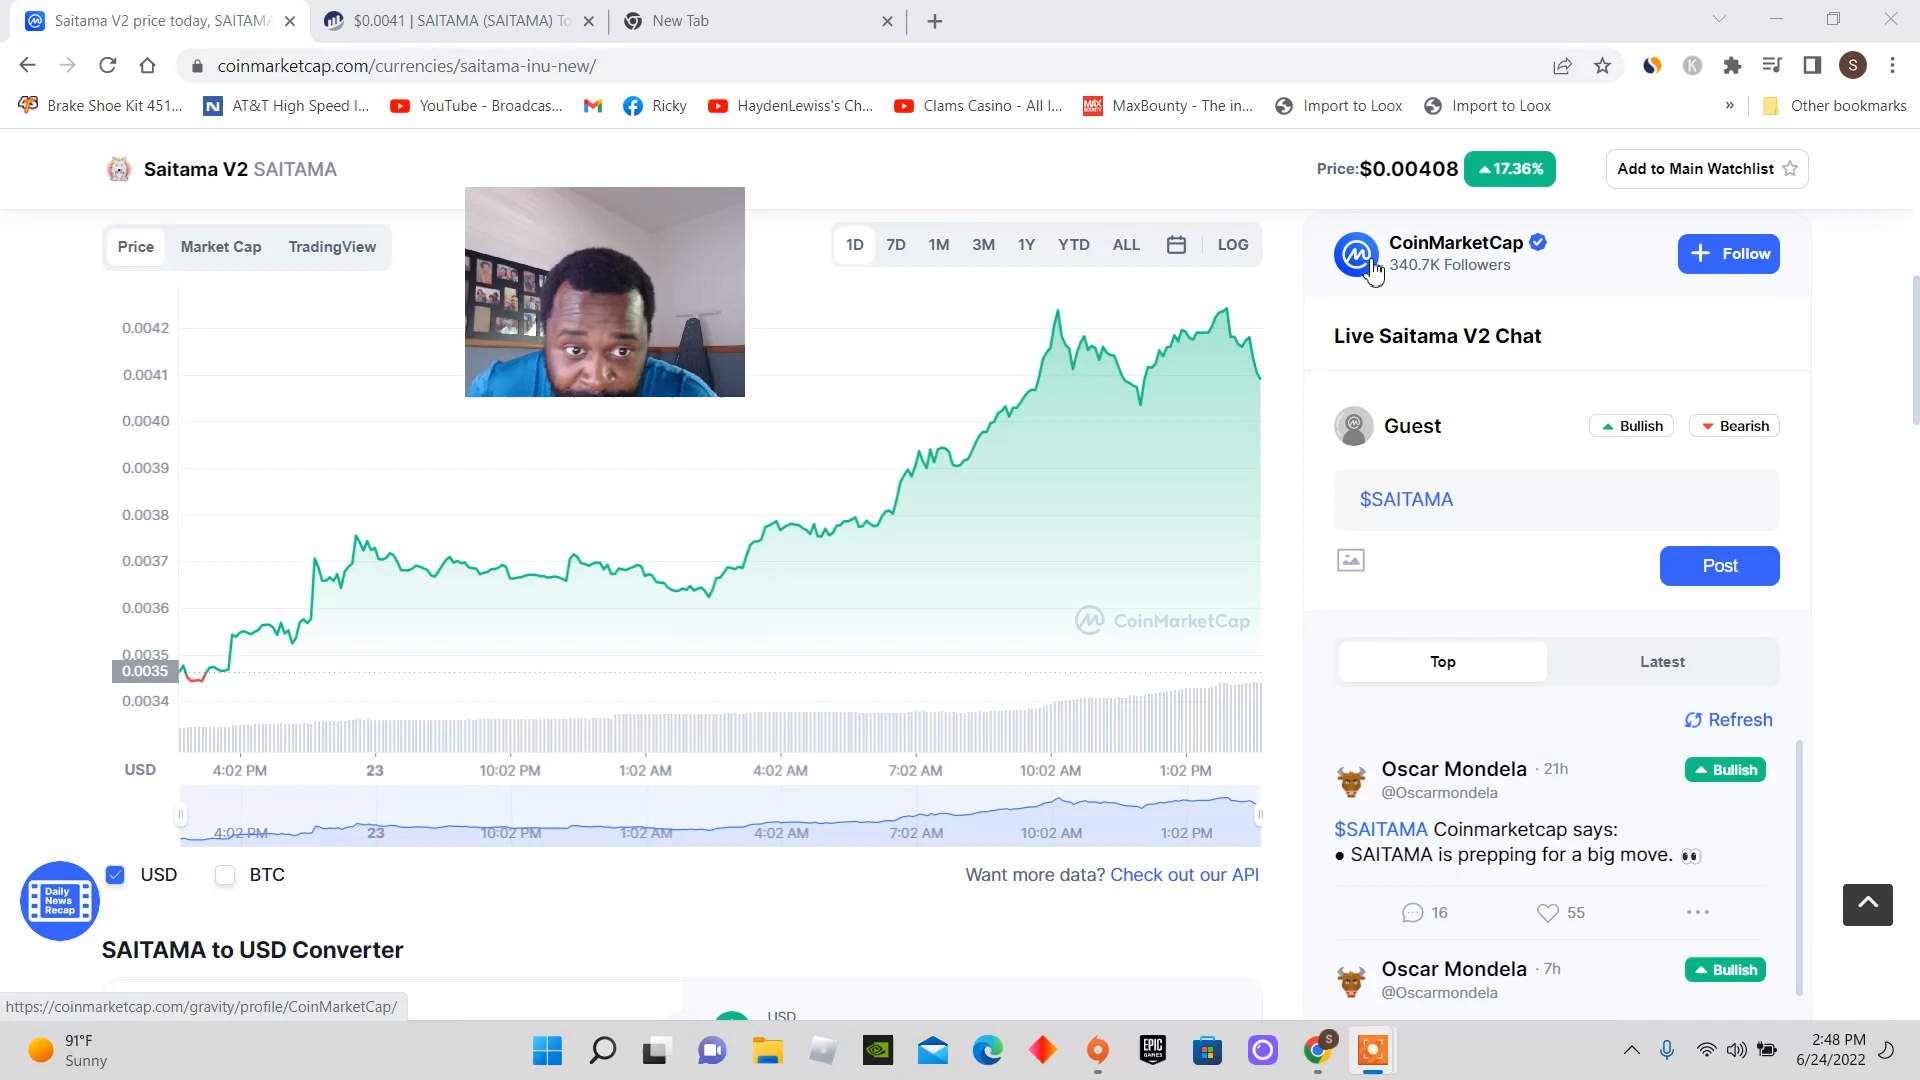 Saitama V2 price today, SAITAMA
$0.0041 | SAITAMA (SAITAMA) To
New Tab
coinmarketcap.com/currencies/saitama-inu-new/
S
K
Brake Shoe Kit 451...
AT&T High Speed I...
YouTube - Broadcas...
Ricky
HaydenLewiss's Ch...
Clams Casino - All I...
MAX BOUNTY
MaxBounty - The in...
Import to Loox
Import to Loox
»
Other bookmarks
Saitama V2 SAITAMA
Price:$0.00408
17.36%
Add to Main Watchlist
Price
Market Cap
TradingView
1D
7D
1M
3M
1Y
YTD
ALL
LOG
CoinMarketCap
340.7K Followers
Follow
Live Saitama V2 Chat
Guest
Bullish
Bearish
$SAITAMA
Post
Top
Latest
Refresh
Oscar Mondela · 21h
@Oscarmondela
Bullish
$SAITAMA Coinmarketcap says:
● SAITAMA is prepping for a big move. 👀
16
55
Oscar Mondela · 7h
@Oscarmondela
Bullish
0.0042
0.0041
0.0040
0.0039
0.0038
0.0037
0.0036
0.0035
0.0035
0.0034
CoinMarketCap
USD
4:02 PM
23
10:02 PM
1:02 AM
4:02 AM
7:02 AM
10:02 AM
1:02 PM
4:02 PM
23
10:02 PM
1:02 AM
4:02 AM
7:02 AM
10:02 AM
1:02 PM
Daily
News
Recap
USD
BTC
Want more data? Check out our API
SAITAMA to USD Converter
USD
https://coinmarketcap.com/gravity/profile/CoinMarketCap/
91°F
Sunny
EPIC
GAMES
S
2:48 PM
6/24/2022